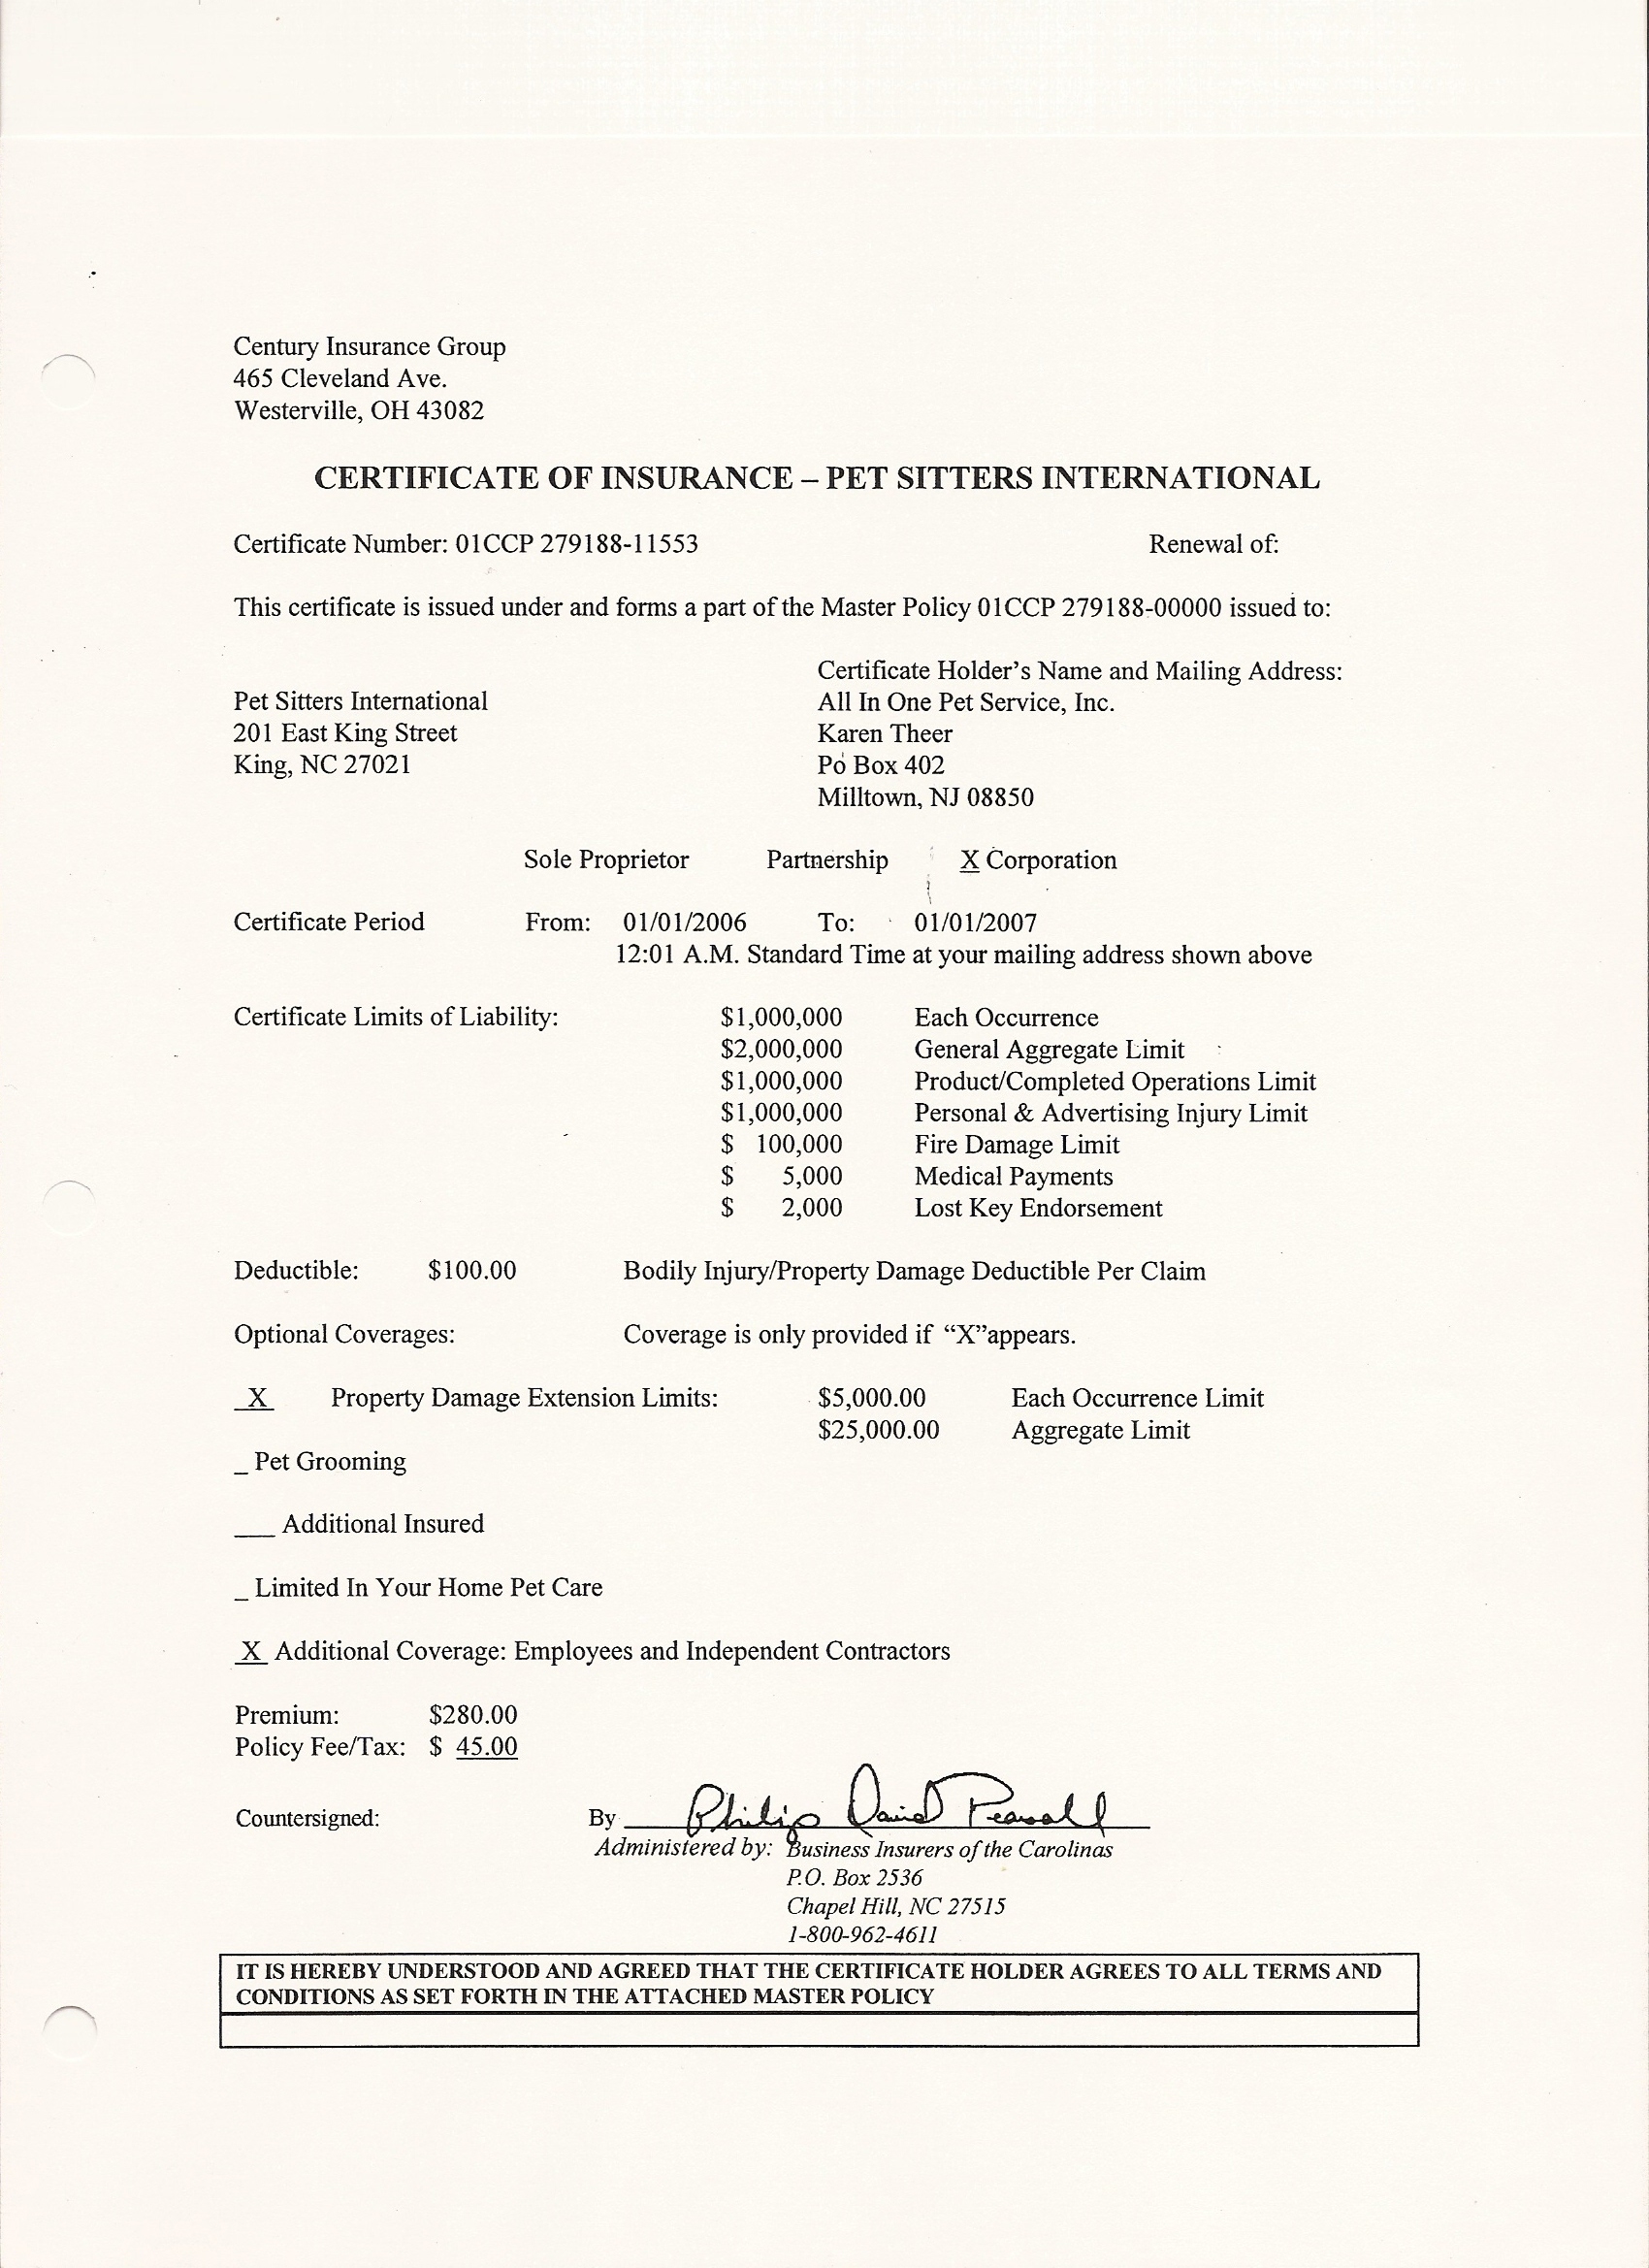 Century Insurance Group
465 Cleveland Ave.
Westerville, OH 43082
CERTIFICATE OF INSURANCE – PET SITTERS INTERNATIONAL
Certificate Number: 01CCP 279188-11553 Renewal of:
This certificate is issued under and forms a part of the Master Policy 01CCP 279188-00000 issued to:
Certificate Holder’s Name and Mailing Address:
Pet Sitters International All In One Pet Service, Inc.
201 East King Street Karen Theer
King, NC 27021 Po Box 402
Milltown, NJ 08850
Sole Proprietor Partnership X Corporation
Certificate Period From: 01/01/2006 To: 01/01/2007
12:01 A.M. Standard Time at your mailing address shown above
Certificate Limits of Liability: $1,000,000 Each Occurrence
$2,000,000 General Aggregate Limit
$1,000,000 Product/Completed Operations Limit
$1,000,000 Personal & Advertising Injury Limit
$ 100,000 Fire Damage Limit
$ 5,000 Medical Payments
$ 2,000 Lost Key Endorsement
Deductible: $100.00 Bodily Injury/Property Damage Deductible Per Claim
Optional Coverages: Coverage is only provided if “X”appears.
X Property Damage Extension Limits: $5,000.00 Each Occurrence Limit
$25,000.00 Aggregate Limit
_ Pet Grooming
___ Additional Insured
_ Limited In Your Home Pet Care
X Additional Coverage: Employees and Independent Contractors
Premium: $280.00
Policy Fee/Tax: $ 45.00
Countersigned: By Philip David Pearsall
Administered by: Business Insurers of the Carolinas
P.O. Box 2536
Chapel Hill, NC 27515
1-800-962-4611
IT IS HEREBY UNDERSTOOD AND AGREED THAT THE CERTIFICATE HOLDER AGREES TO ALL TERMS AND
CONDITIONS AS SET FORTH IN THE ATTACHED MASTER POLICY